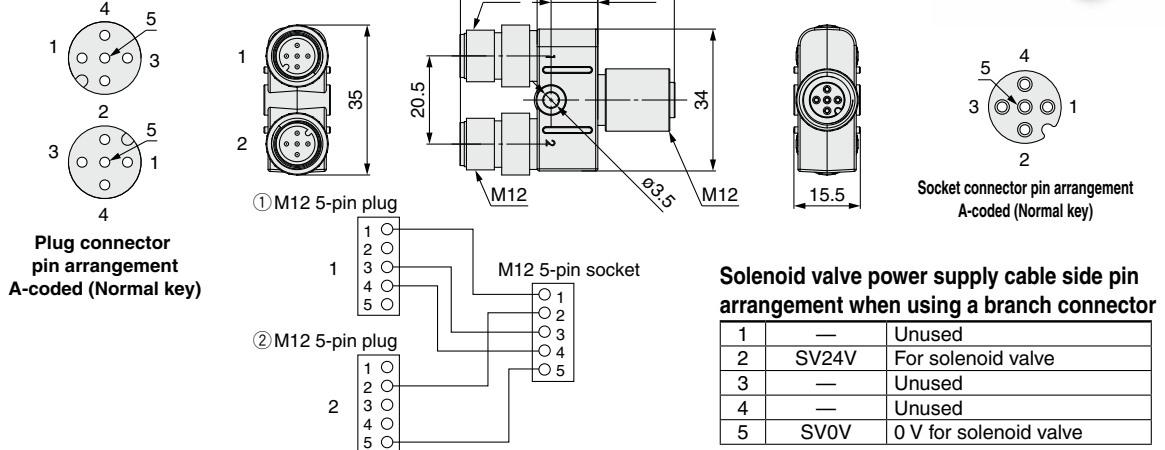 4
5
1
3
2
5
3
1
4
Plug connector
pin arrangement
A-coded (Normal key)
1
2
35
20.5
1
2
34
M12
ø3.5
M12
15.5
4
5
3
1
2
Socket connector pin arrangement
A-coded (Normal key)
①M12 5-pin plug
1
1
2
3
4
5
M12 5-pin socket
1
2
3
4
5
②M12 5-pin plug
2
1
2
3
4
5
Solenoid valve power supply cable side pin
arrangement when using a branch connector
1 — Unused
2 SV24V For solenoid valve
3 — Unused
4 — Unused
5 SV0V 0 V for solenoid valve